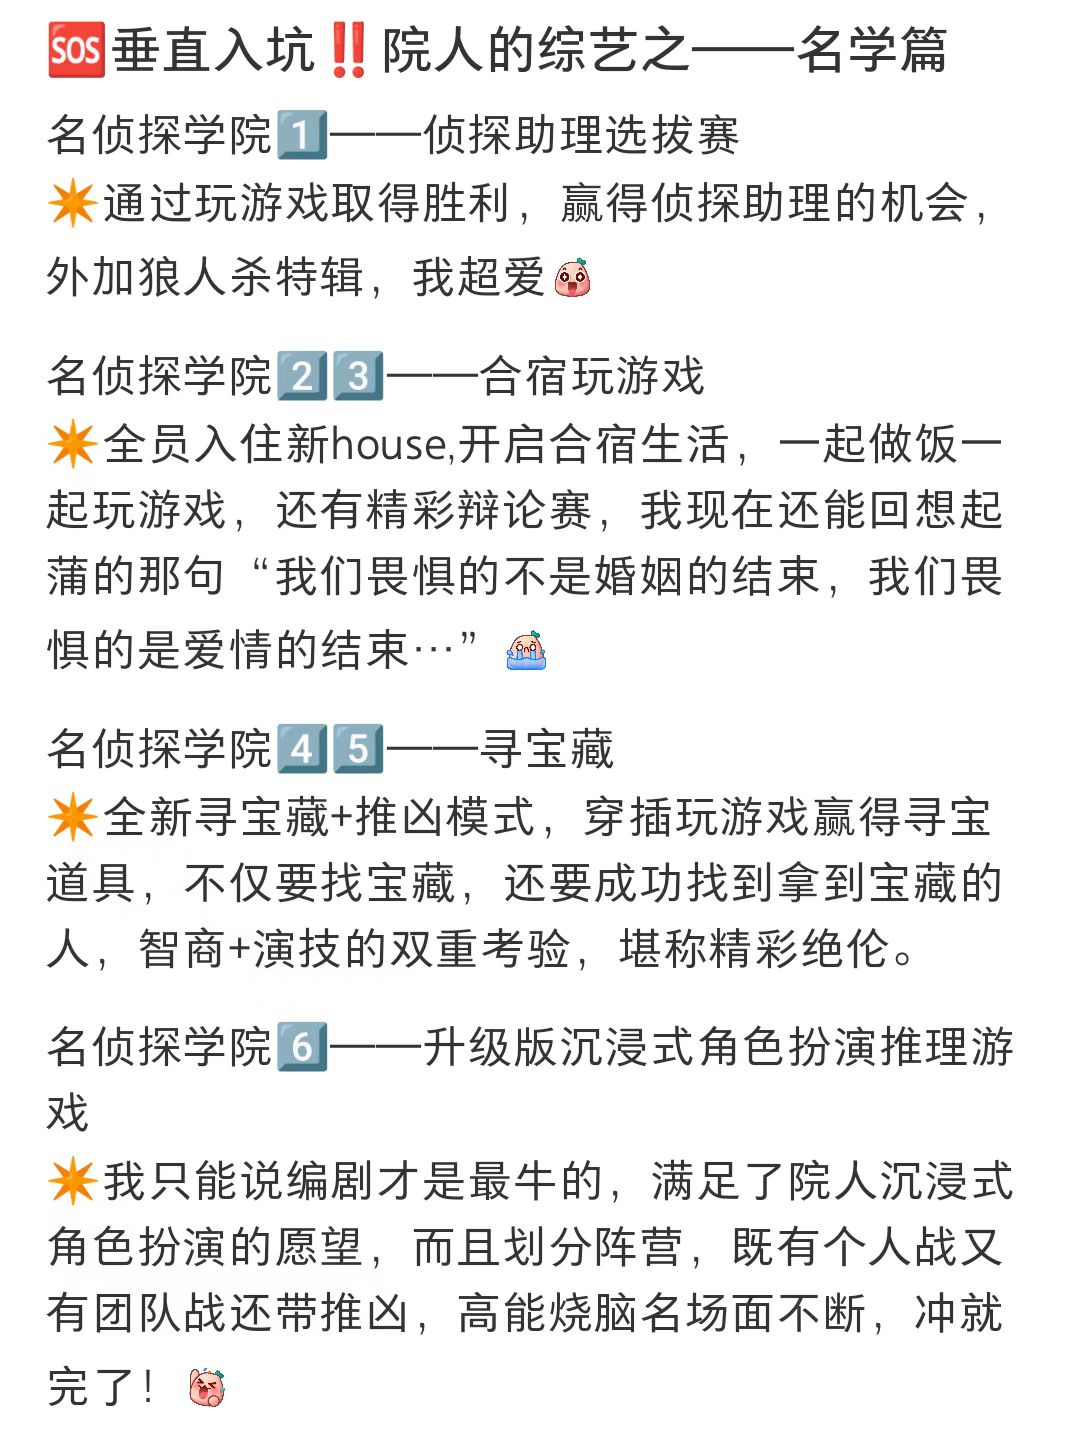 🆘垂直入坑‼️院人的综艺之——名学篇
名侦探学院1️⃣——侦探助理选拔赛
✴通过玩游戏取得胜利，赢得侦探助理的机会，
外加狼人杀特辑，我超爱
名侦探学院2️⃣3️⃣——合宿玩游戏
✴全员入住新house,开启合宿生活，一起做饭一
起玩游戏，还有精彩辩论赛，我现在还能回想起
蒲的那句“我们畏惧的不是婚姻的结束，我们畏
惧的是爱情的结束…”
名侦探学院4️⃣5️⃣——寻宝藏
✴全新寻宝藏+推凶模式，穿插玩游戏赢得寻宝
道具，不仅要找宝藏，还要成功找到拿到宝藏的
人，智商+演技的双重考验，堪称精彩绝伦。
名侦探学院6️⃣——升级版沉浸式角色扮演推理游
戏
✴我只能说编剧才是最牛的，满足了院人沉浸式
角色扮演的愿望，而且划分阵营，既有个人战又
有团队战还带推凶，高能烧脑名场面不断，冲就
完了！